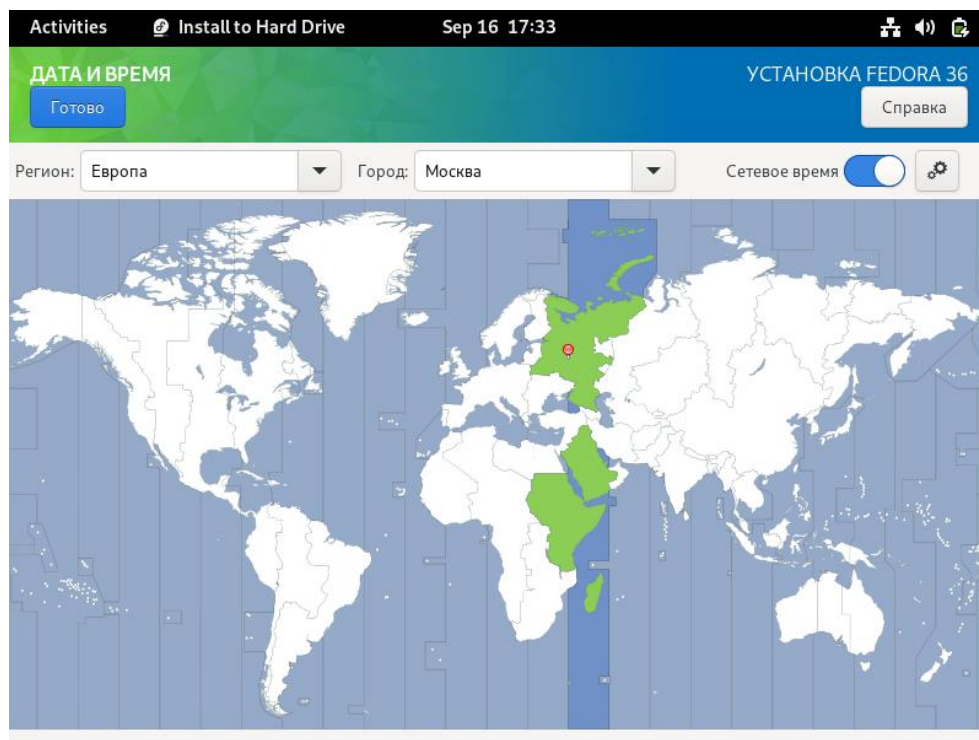 Activities Install to Hard Drive Sep 16 17:33
ДАТА И ВРЕМЯ УСТАНОВКА FEDORA 36
Готово Справка
Регион: Европа Город: Москва Сетевое время